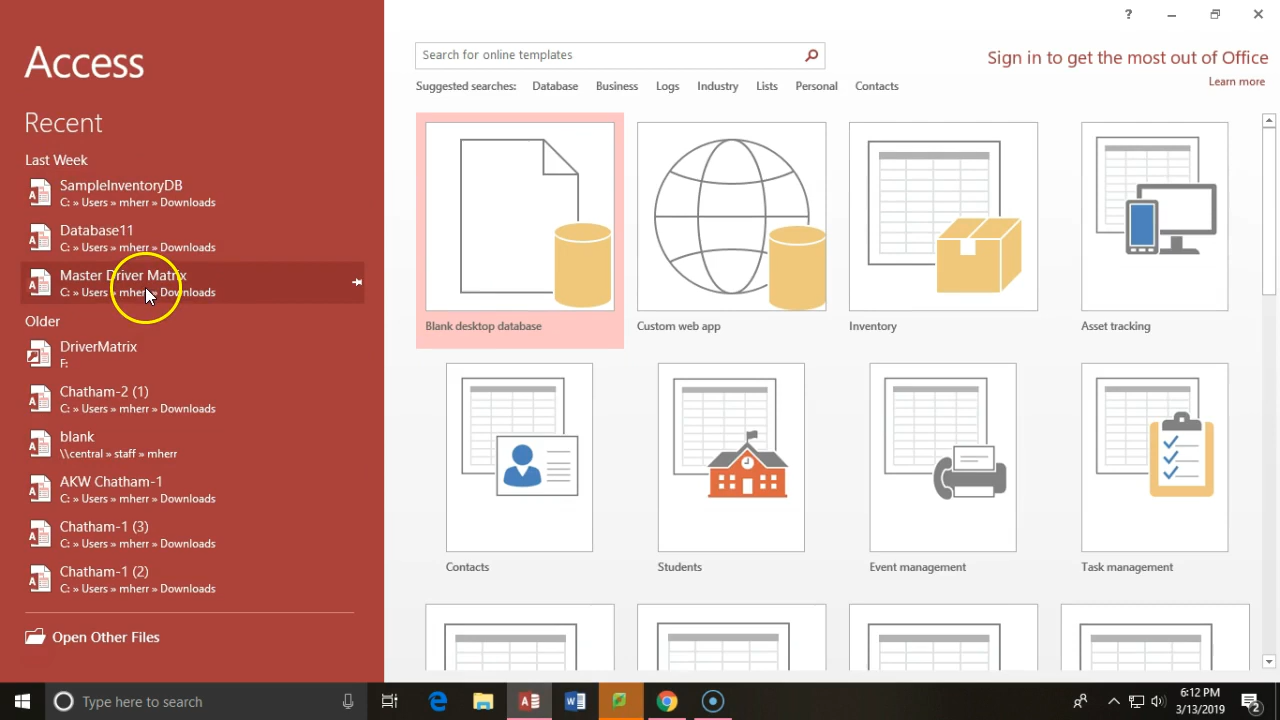 Access
Recent
Last Week
SampleInventoryDB
C: » Users » mherr » Downloads
Database11
C: » Users » mherr » Downloads
Master Driver Matrix
C: » Users » mherr » Downloads
Older
DriverMatrix
F:
Chatham-2 (1)
C: » Users » mherr » Downloads
blank
\\central » staff » mherr
AKW Chatham-1
C: » Users » mherr » Downloads
Chatham-1 (3)
C: » Users » mherr » Downloads
Chatham-1 (2)
C: » Users » mherr » Downloads
Open Other Files
?
Search for online templates
Sign in to get the most out of Office
Learn more
Suggested searches: Database Business Logs Industry Lists Personal Contacts
Blank desktop database
Custom web app
Inventory
Asset tracking
Contacts
Students
Event management
Task management
Type here to search
6:12 PM
3/13/2019
2